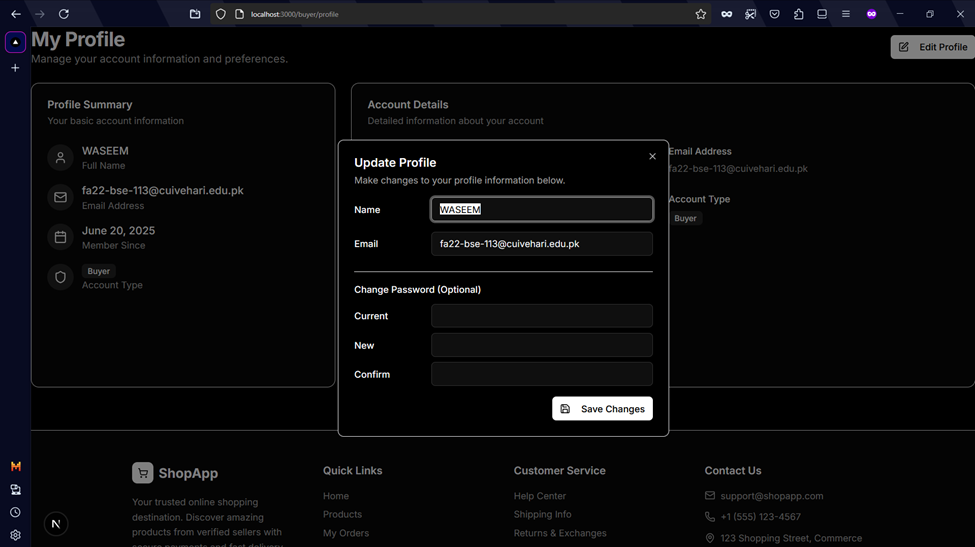 localhost:3000/buyer/profile
My Profile
Manage your account information and preferences.
Edit Profile
Profile Summary
Your basic account information
WASEEM
Full Name
fa22-bse-113@cuivehari.edu.pk
Email Address
June 20, 2025
Member Since
Buyer
Account Type
Account Details
Detailed information about your account
Email Address
fa22-bse-113@cuivehari.edu.pk
Account Type
Buyer
Update Profile
Make changes to your profile information below.
Name
WASEEM
Email
fa22-bse-113@cuivehari.edu.pk
Change Password (Optional)
Current
New
Confirm
Save Changes
N
ShopApp
Your trusted online shopping
destination. Discover amazing
products from verified sellers with
secure payments and fast delivery
Quick Links
Home
Products
My Orders
Customer Service
Help Center
Shipping Info
Returns & Exchanges
Contact Us
support@shopapp.com
+1 (555) 123-4567
123 Shopping Street, Commerce